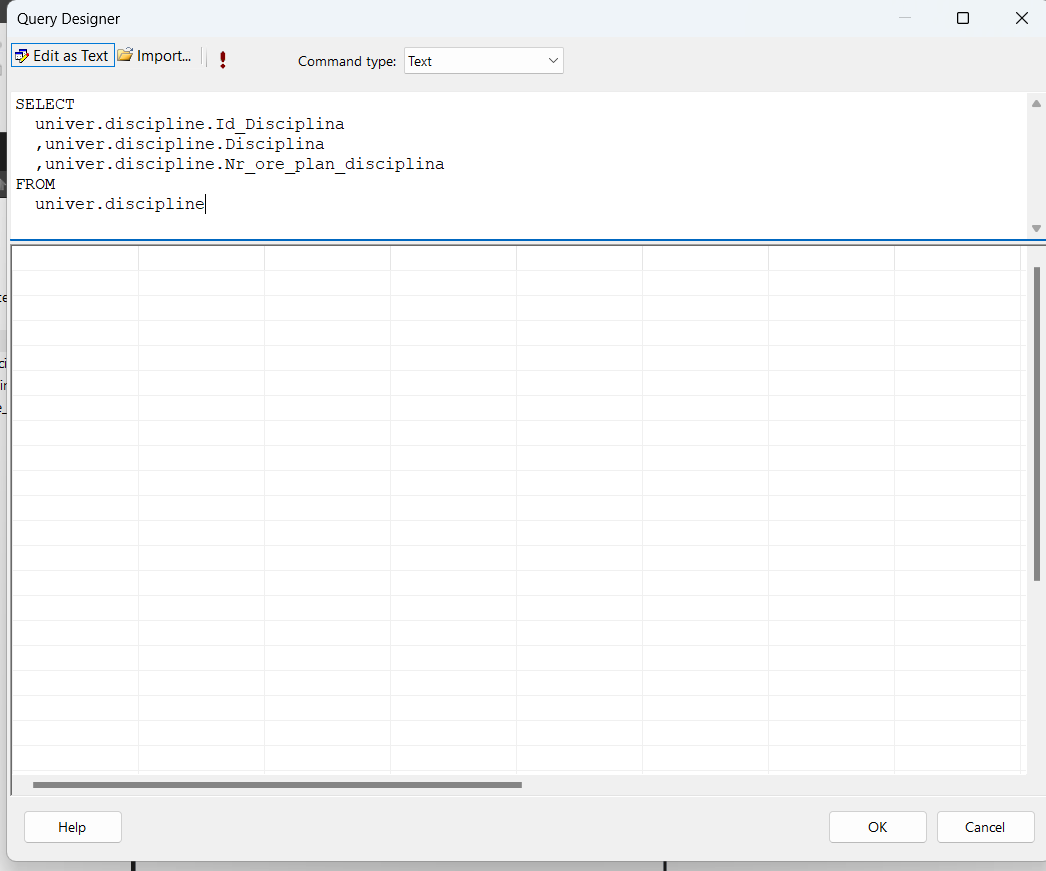 Query Designer
Edit as Text Import... Command type: Text
SELECT
univer.discipline.Id_Disciplina
,univer.discipline.Disciplina
,univer.discipline.Nr_ore_plan_disciplina
FROM
univer.discipline
Help OK Cancel